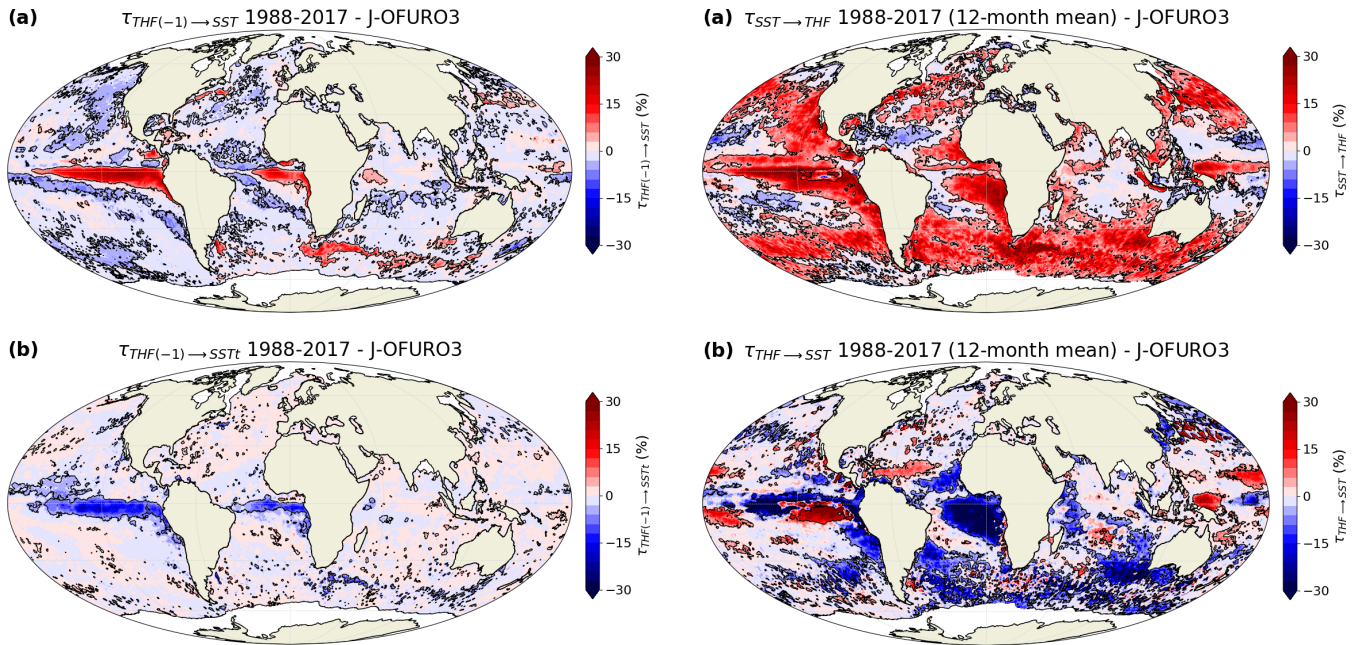 (a) τTHF(−1)⟶SST 1988-2017 - J-OFURO3
30
15
0
−15
−30
τTHF(−1)⟶SST (%)
(a) τSST⟶THF 1988-2017 (12-month mean) - J-OFURO3
30
15
0
−15
−30
τSST⟶THF (%)
(b) τTHF(−1)⟶SSTt 1988-2017 - J-OFURO3
30
15
0
−15
−30
τTHF(−1)⟶SSTt (%)
(b) τTHF⟶SST 1988-2017 (12-month mean) - J-OFURO3
30
15
0
−15
−30
τTHF⟶SST (%)